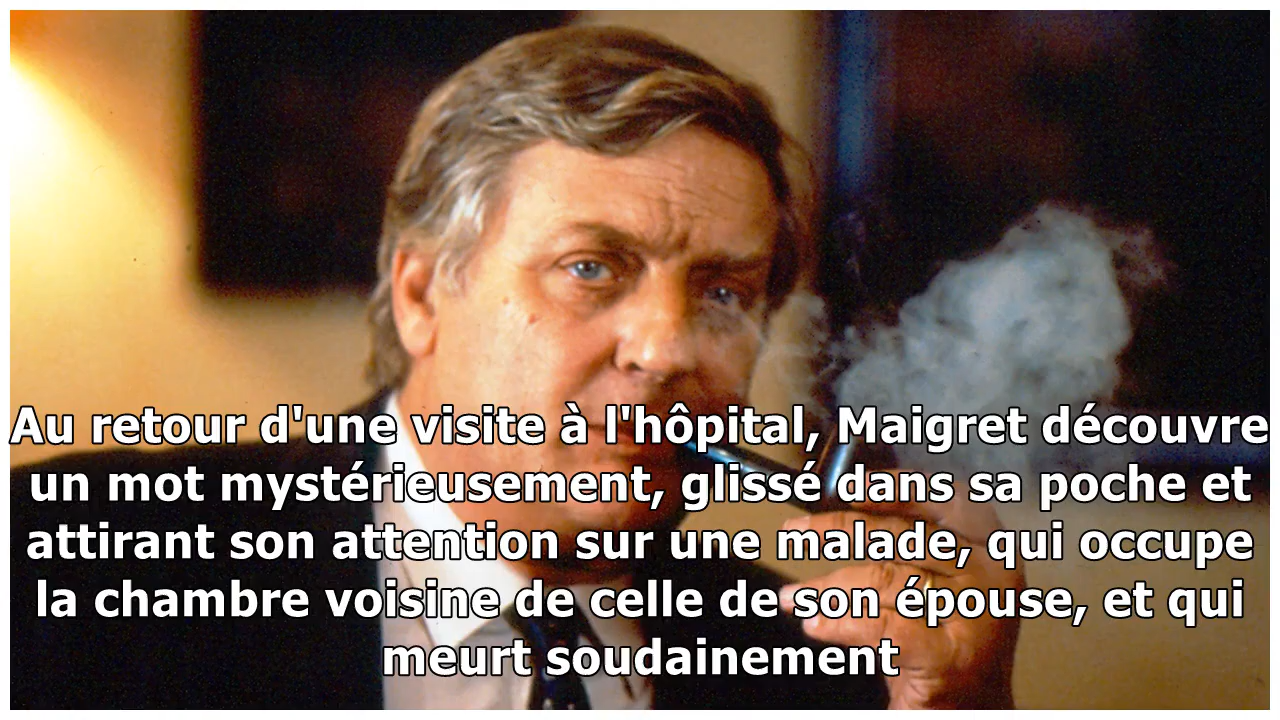 Au retour d'une visite à l'hôpital, Maigret découvre
un mot mystérieusement, glissé dans sa poche et
attirant son attention sur une malade, qui occupe
la chambre voisine de celle de son épouse, et qui
meurt soudainement